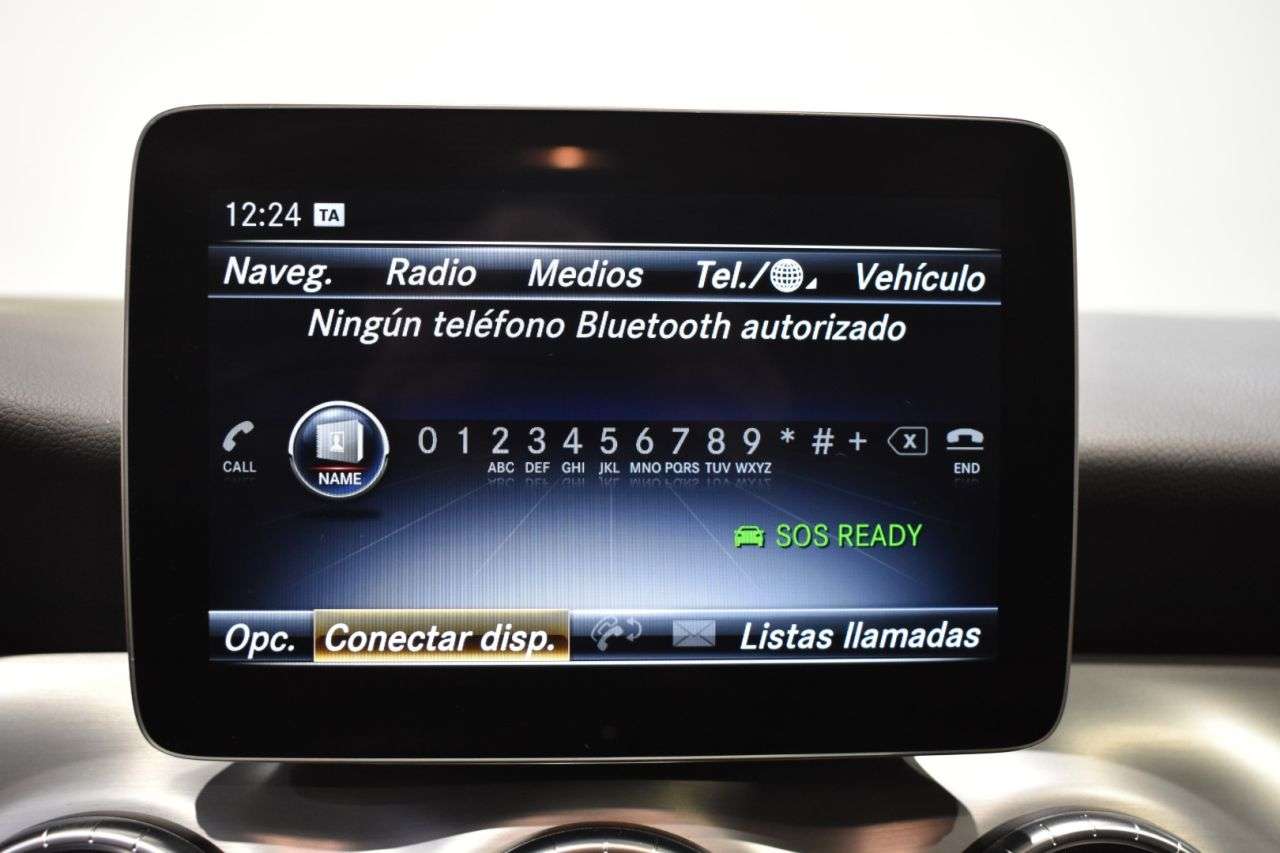 12:24 TA
Naveg. Radio Medios Tel./ Vehículo
Ningún teléfono Bluetooth autorizado
0 1 2 3 4 5 6 7 8 9 * # + X
CALL NAME ABC DEF GHI JKL MNO PQRS TUV WXYZ END
SOS READY
Opc. Conectar disp. Listas llamadas